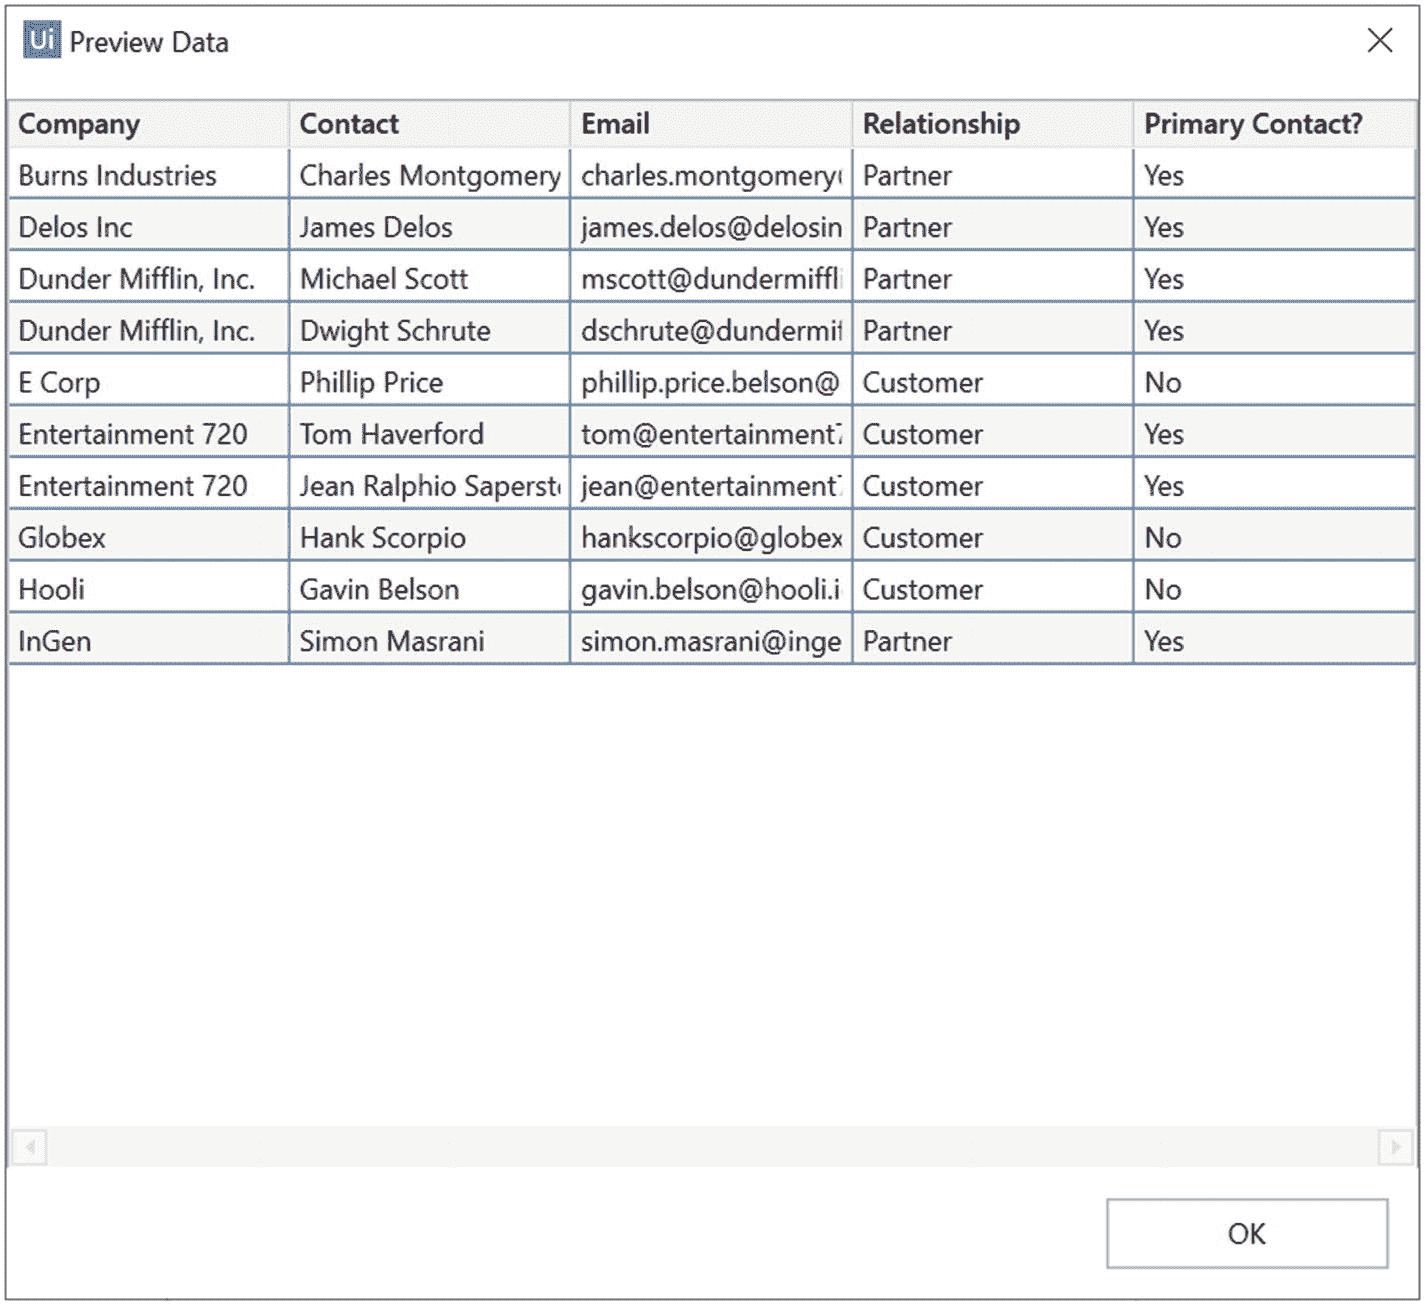 Ui Preview Data
Company Contact Email Relationship Primary Contact?
Burns Industries Charles Montgomery charles.montgomery Partner Yes
Delos Inc James Delos james.delos@delosin Partner Yes
Dunder Mifflin, Inc. Michael Scott mscott@dundermiffl Partner Yes
Dunder Mifflin, Inc. Dwight Schrute dschrute@dundermi Partner Yes
E Corp Phillip Price phillip.price.belson@ Customer No
Entertainment 720 Tom Haverford tom@entertainment7 Customer Yes
Entertainment 720 Jean Ralphio Saperst jean@entertainment7 Customer Yes
Globex Hank Scorpio hankscorpio@globex Customer No
Hooli Gavin Belson gavin.belson@hooli.i Customer No
InGen Simon Masrani simon.masrani@inge Partner Yes
OK